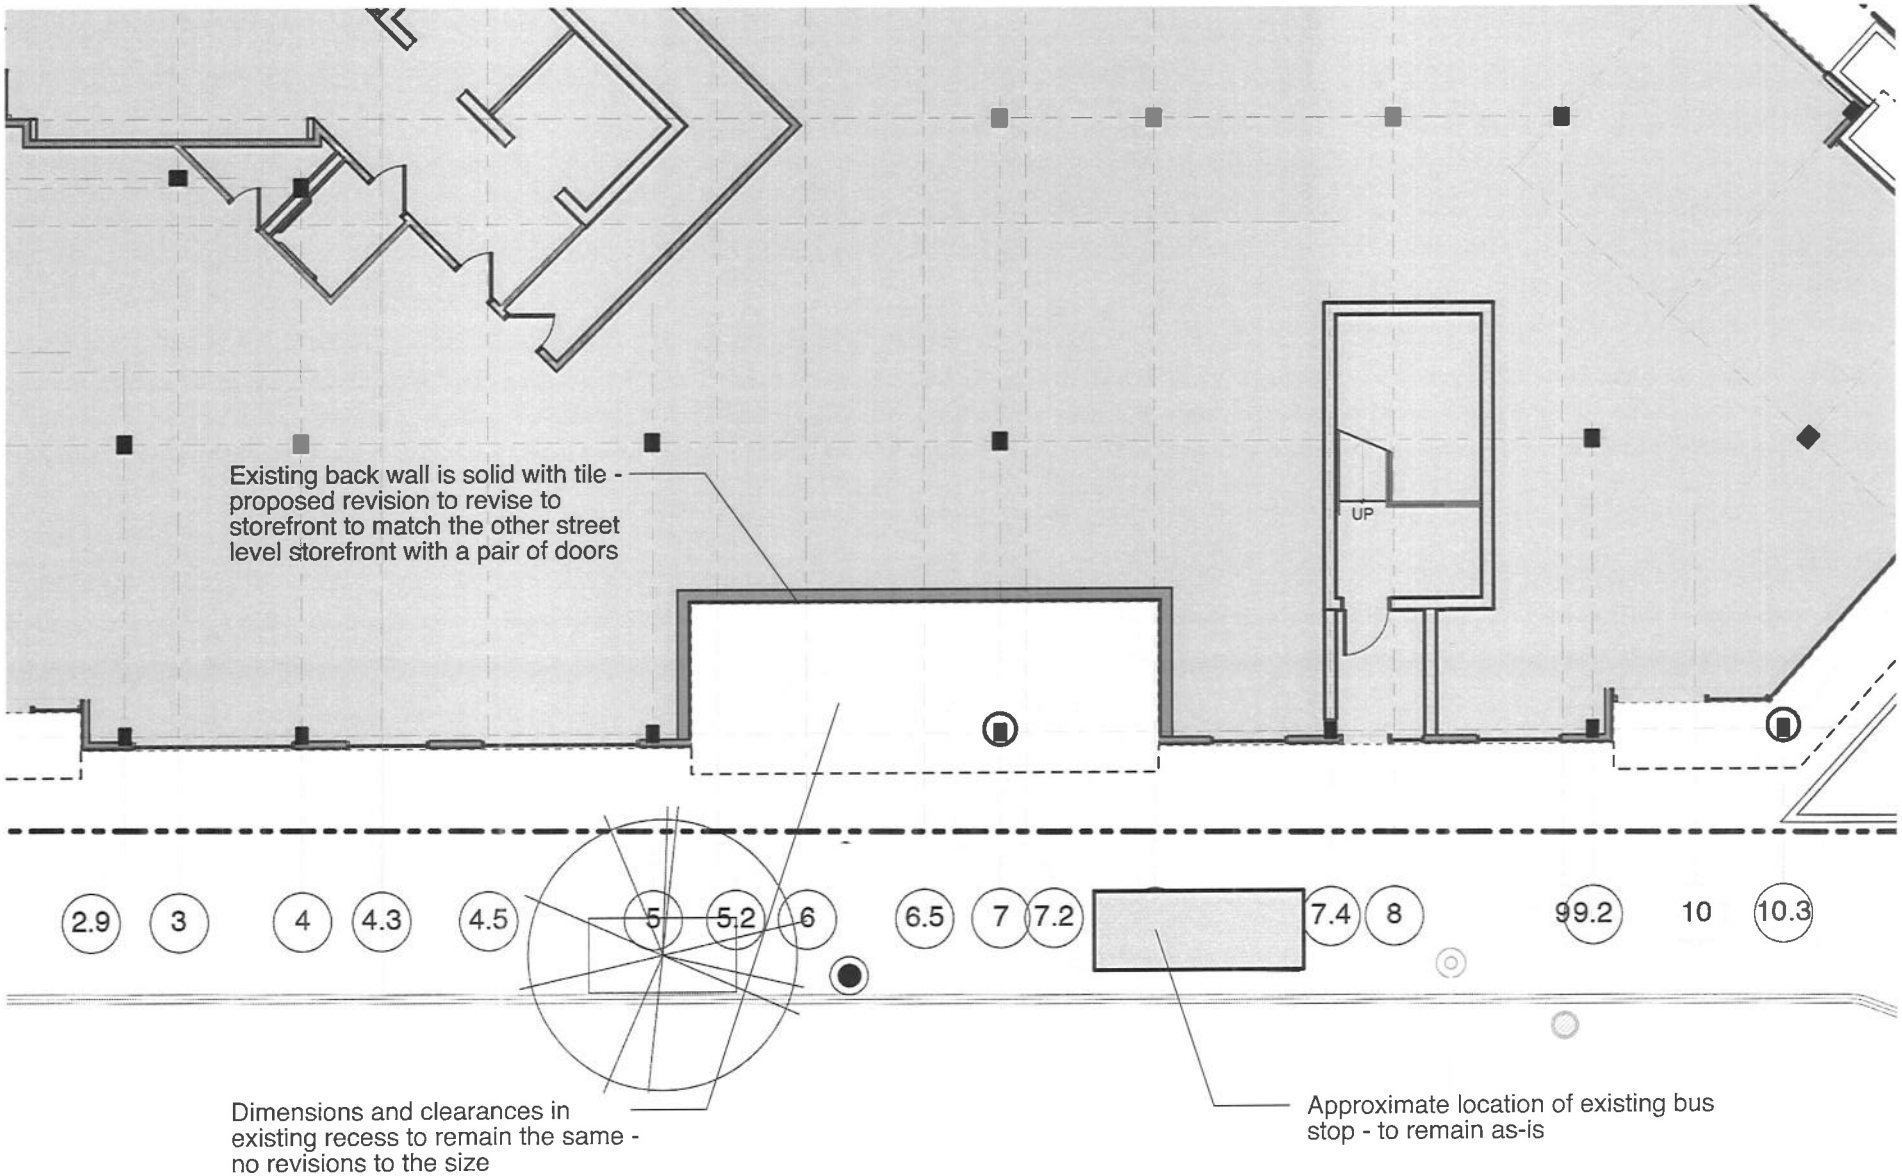 Existing back wall is solid with tile -
proposed revision to revise to
storefront to match the other street
level storefront with a pair of doors
UP
2.9 3 4 4.3 4.5 5 5.2 6 6.5 7 7.2 7.4 8 9 9.2 10 10.3
Dimensions and clearances in
existing recess to remain the same -
no revisions to the size
Approximate location of existing bus
stop - to remain as-is